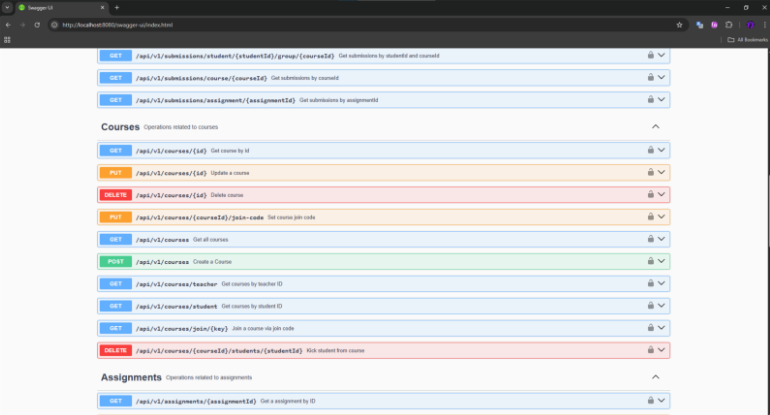 Swagger UI
http://localhost:8080/swagger-ui/index.html
All Bookmarks
GET /api/v1/submissions/student/{studentId}/group/{courseId} Get submissions by studentId and courseId
GET /api/v1/submissions/course/{courseId} Get submissions by courseId
GET /api/v1/submissions/assignment/{assignmentId} Get submissions by assignmentId
Courses Operations related to courses
GET /api/v1/courses/{id} Get course by id
PUT /api/v1/courses/{id} Update a course
DELETE /api/v1/courses/{id} Delete course
PUT /api/v1/courses/{courseId}/join-code Set course join code
GET /api/v1/courses Get all courses
POST /api/v1/courses Create a Course
GET /api/v1/courses/teacher Get courses by teacher ID
GET /api/v1/courses/student Get courses by student ID
GET /api/v1/courses/join/{key} Join a course via join code
DELETE /api/v1/courses/{courseId}/students/{studentId} Kick student from course
Assignments Operations related to assignments
GET /api/v1/assignments/{assignmentId} Get a assignment by ID